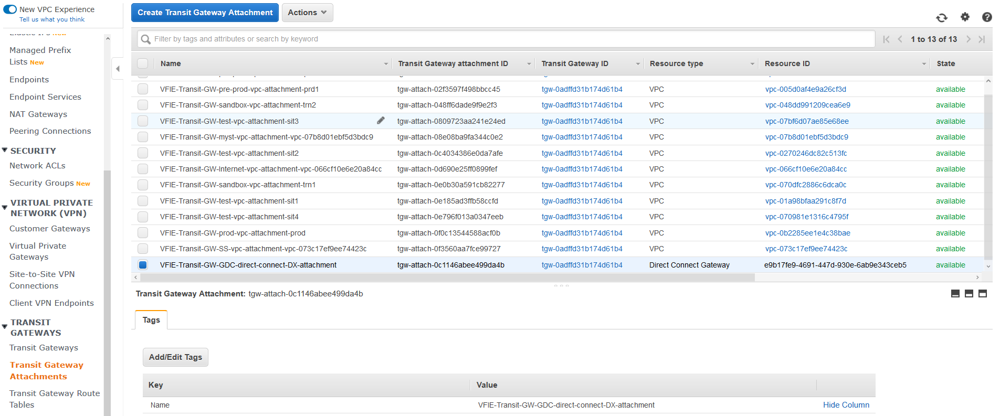 New VPC Experience
Tell us what you think
Create Transit Gateway Attachment
Actions
Filter by tags and attributes or search by keyword
1 to 13 of 13
Elastic IPs New
Managed Prefix
Lists New
Endpoints
Endpoint Services
NAT Gateways
Peering Connections
SECURITY
Network ACLs
Security Groups New
VIRTUAL PRIVATE
NETWORK (VPN)
Customer Gateways
Virtual Private
Gateways
Site-to-Site VPN
Connections
Client VPN Endpoints
TRANSIT
GATEWAYS
Transit Gateways
Transit Gateway
Attachments
Transit Gateway Route
Tables
Name Transit Gateway attachment ID Transit Gateway ID Resource type Resource ID State
VFIE-Transit-GW-pre-prod-vpc-attachment-prd1 tgw-attach-02f3597f498bbcc45 tgw-0adffd31b174d61b4 VPC vpc-005d0af4e9a26cf3d available
VFIE-Transit-GW-sandbox-vpc-attachment-trn2 tgw-attach-048ff6dade9f9e2f3 tgw-0adffd31b174d61b4 VPC vpc-048dd991209cea6e9 available
VFIE-Transit-GW-test-vpc-attachment-sit3 tgw-attach-0809723aa241e24ed tgw-0adffd31b174d61b4 VPC vpc-07bf6d07ae85e68ee available
VFIE-Transit-GW-myst-vpc-attachment-vpc-07b8d01ebf5d3bdc9 tgw-attach-08e08ba9fa344c0e2 tgw-0adffd31b174d61b4 VPC vpc-07b8d01ebf5d3bdc9 available
VFIE-Transit-GW-test-vpc-attachment-sit2 tgw-attach-0c4034386e0da7afe tgw-0adffd31b174d61b4 VPC vpc-0270246dc82c513fc available
VFIE-Transit-GW-Internet-vpc-attachment-vpc-066cf10e6e20a84cc tgw-attach-0d690e25ff0899fef tgw-0adffd31b174d61b4 VPC vpc-066cf10e6e20a84cc available
VFIE-Transit-GW-sandbox-vpc-attachment-trn1 tgw-attach-0e0b30a591cb82277 tgw-0adffd31b174d61b4 VPC vpc-070dfc2886c6dca0c available
VFIE-Transit-GW-test-vpc-attachment-sit1 tgw-attach-0e185ad3ffb58ccfd tgw-0adffd31b174d61b4 VPC vpc-01a98bfaa291c8f7d available
VFIE-Transit-GW-test-vpc-attachment-sit4 tgw-attach-0e796f013a0347eeb tgw-0adffd31b174d61b4 VPC vpc-070981e1316c4795f available
VFIE-Transit-GW-prod-vpc-attachment-prod tgw-attach-0f0c13544588acf0b tgw-0adffd31b174d61b4 VPC vpc-0b2285ee1e4c38bae available
VFIE-Transit-GW-SS-vpc-attachment-vpc-073c17ef9ee74423c tgw-attach-0f3560aa7fce99727 tgw-0adffd31b174d61b4 VPC vpc-073c17ef9ee74423c available
VFIE-Transit-GW-GDC-direct-connect-DX-attachment tgw-attach-0c1146abee499da4b tgw-0adffd31b174d61b4 Direct Connect Gateway e9b17fe9-4691-447d-930e-6ab9e343ceb5 available
Transit Gateway Attachment: tgw-attach-0c1146abee499da4b
Tags
Add/Edit Tags
Key Value
Name VFIE-Transit-GW-GDC-direct-connect-DX-attachment Hide Column